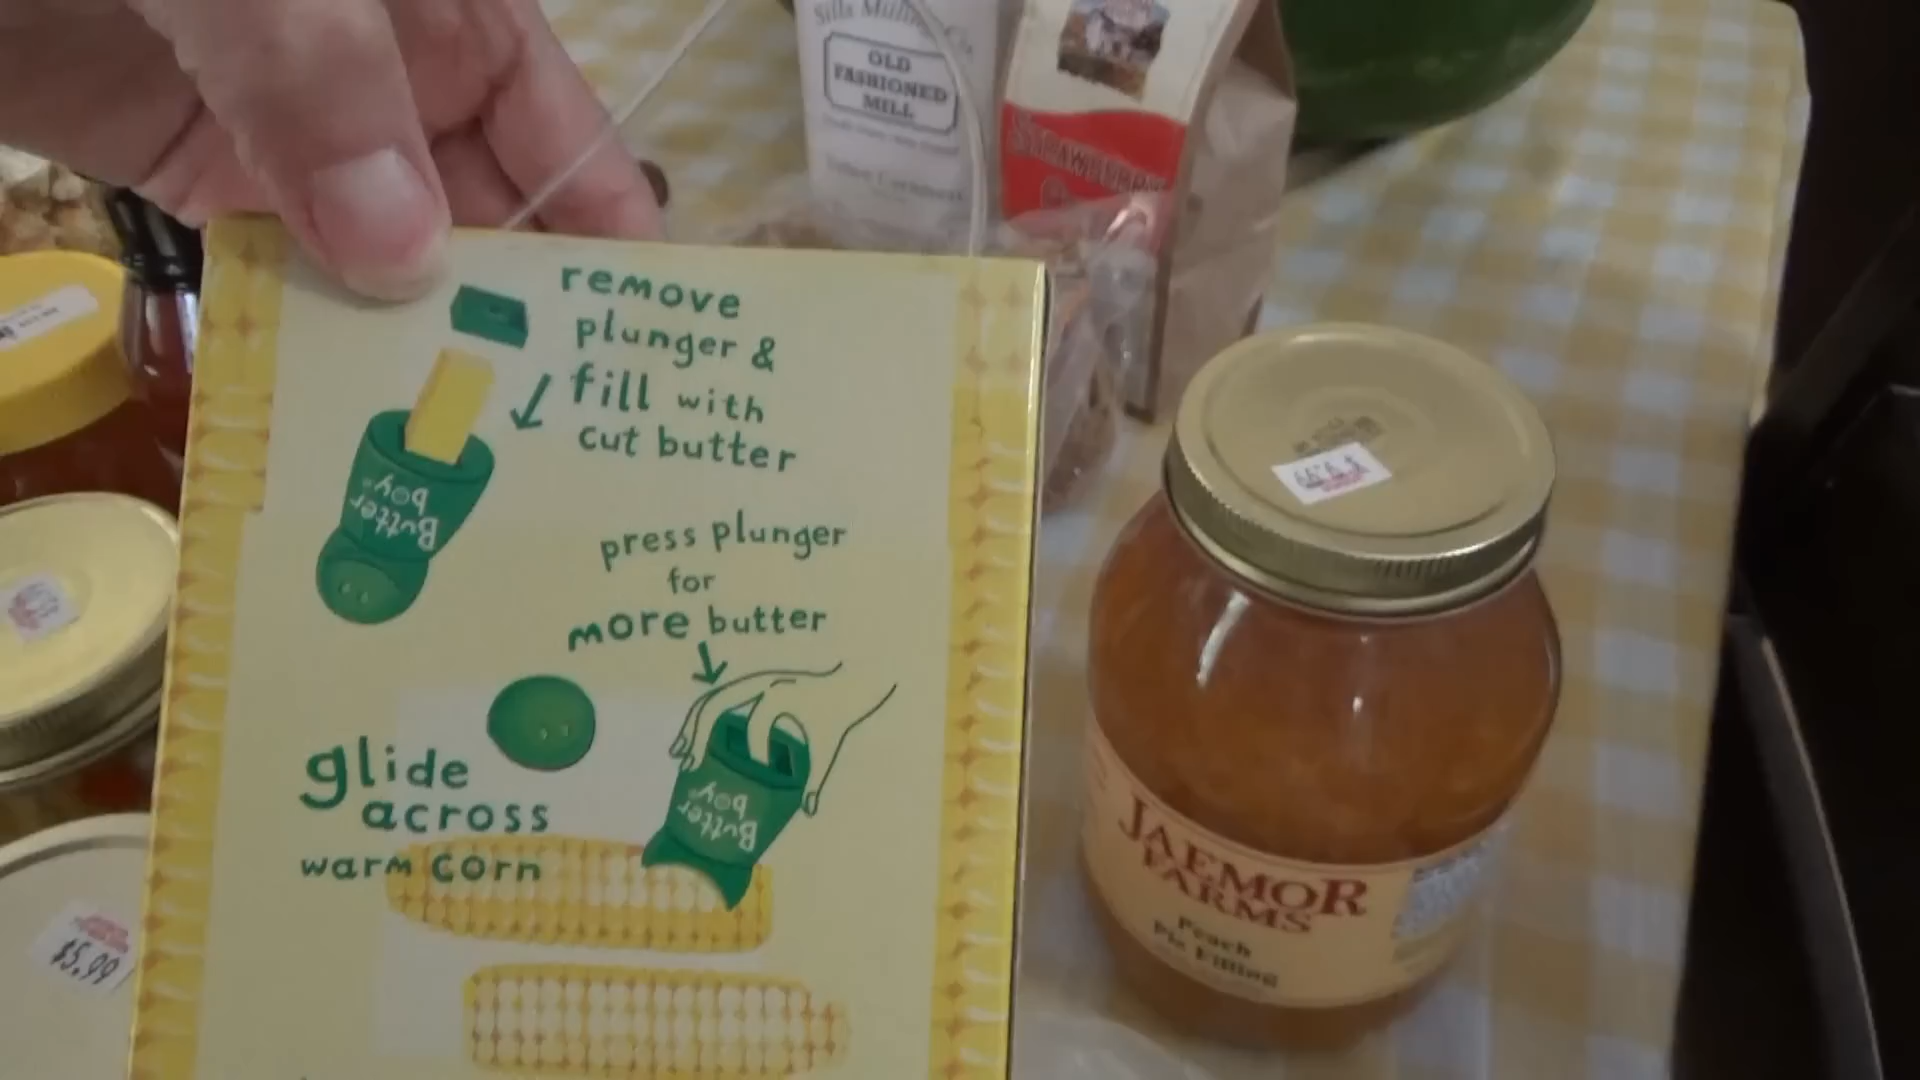 OLD
FASHIONED
MILL
STRAWBERRY
remove
plunger &
fill with
cut butter
Butter
boy
press plunger
for
more butter
Butter
boy
glide
across
warm corn
JAEMOR
FARMS
Peach
Pie Filling
$5.99